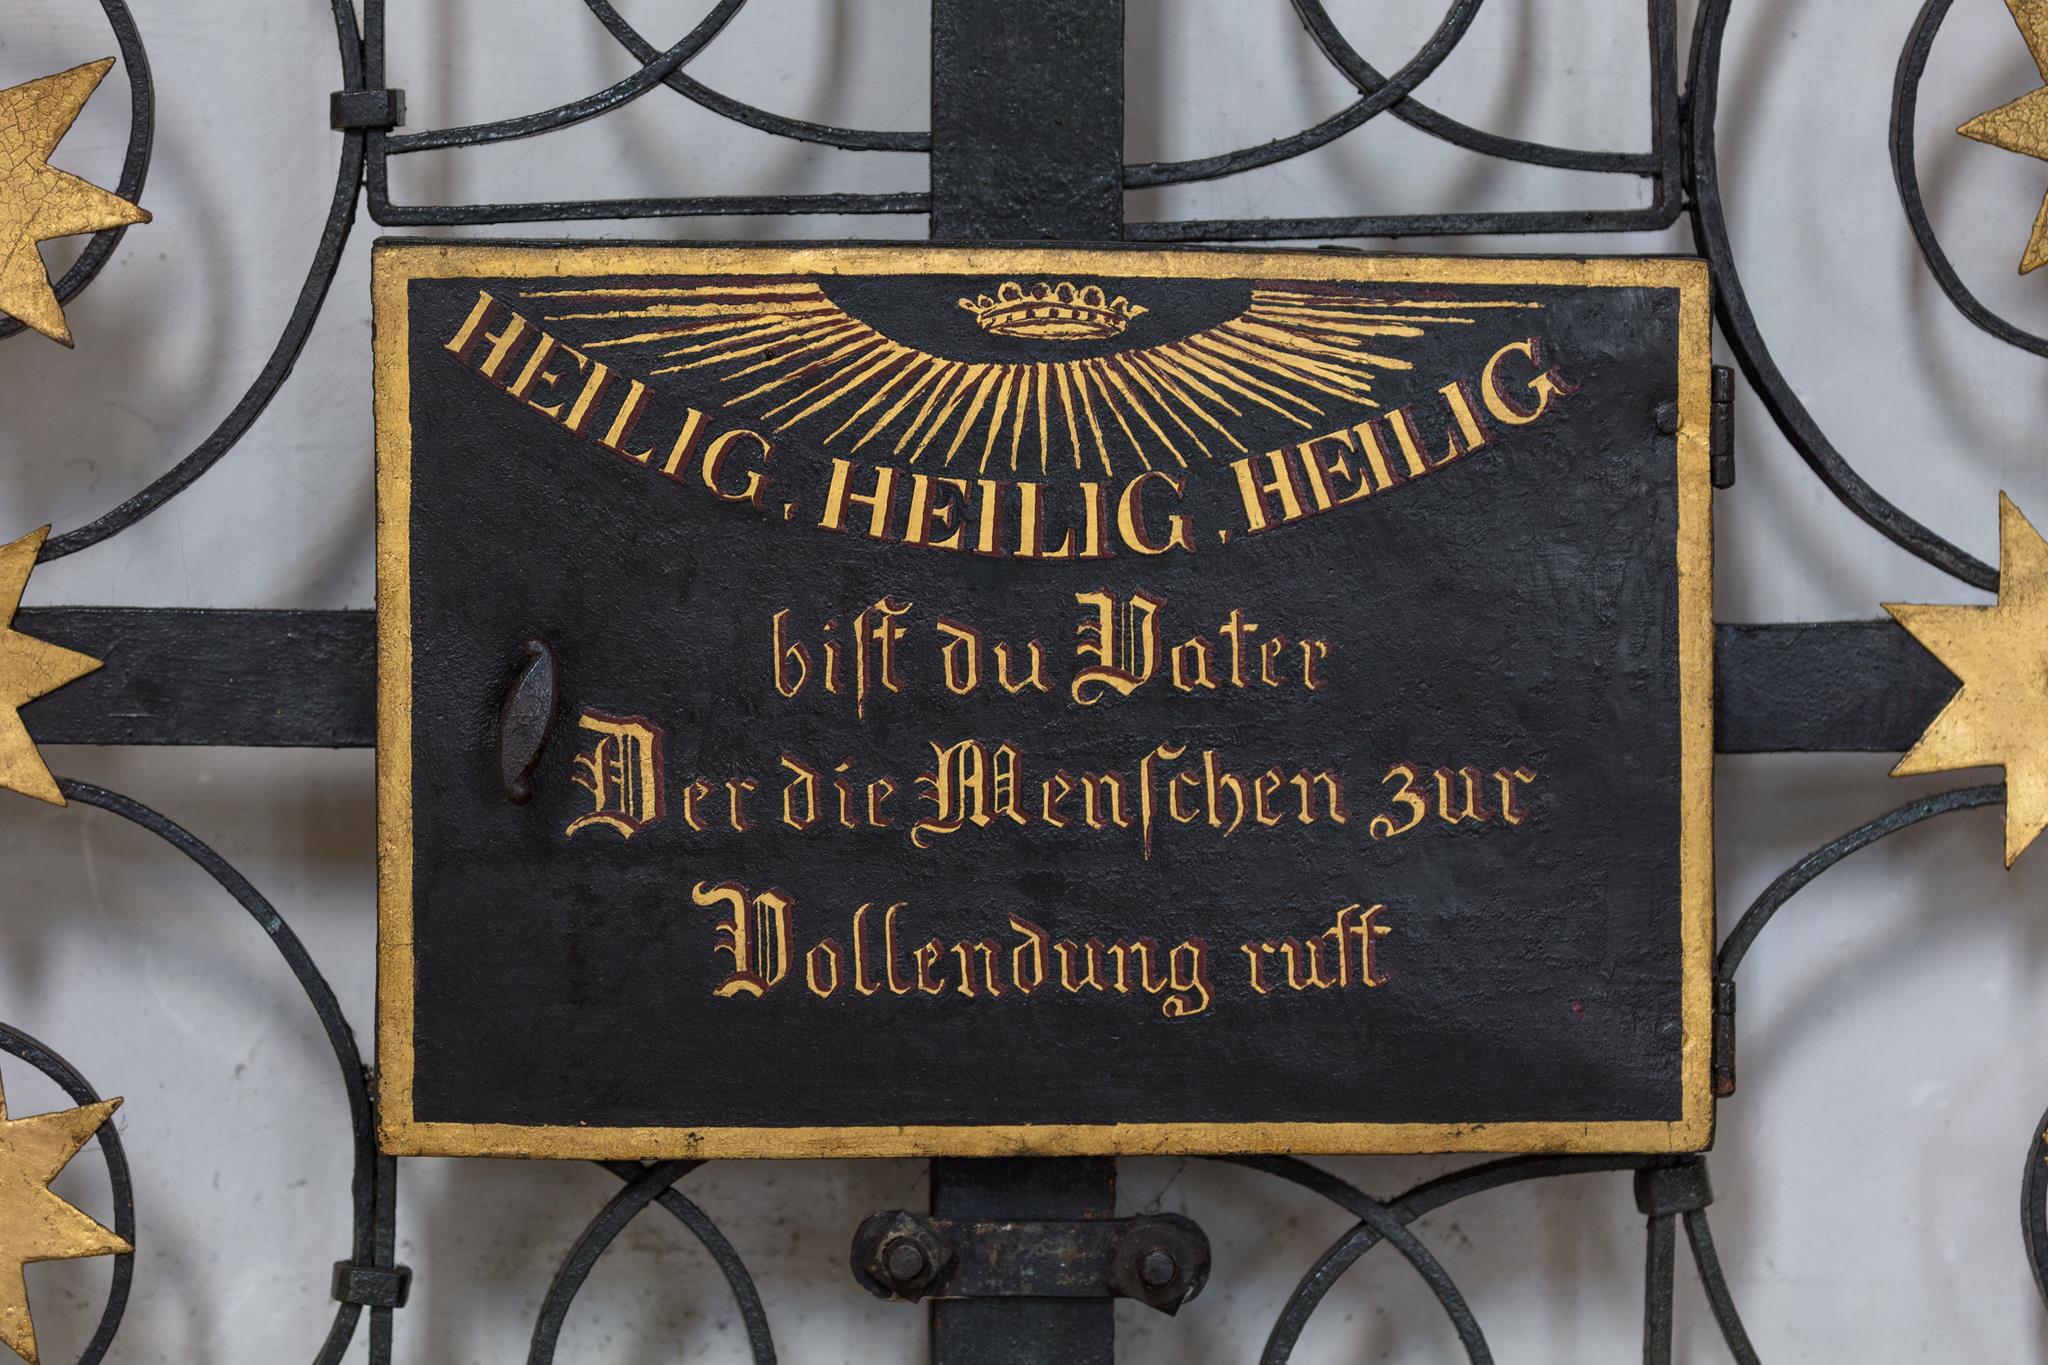 HEILIG, HEILIG, HEILIG
biſt du Vater
Der die Menſchen zur
Vollendung ruft